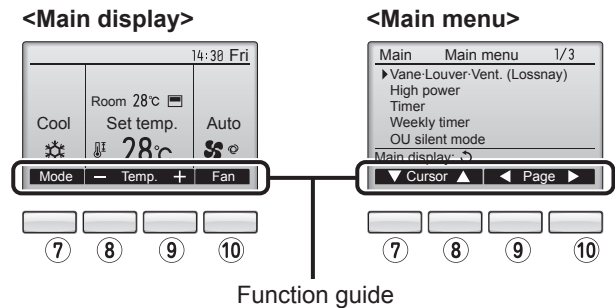 <Main display>
14:30 Fri
Room 28℃
Cool Set temp. Auto
28℃
Mode − Temp. + Fan
⑦ ⑧ ⑨ ⑩
<Main menu>
Main Main menu 1/3
▶Vane·Louver·Vent. (Lossnay)
High power
Timer
Weekly timer
OU silent mode
Main display:
▼ Cursor ▲ ◀ Page ▶
⑦ ⑧ ⑨ ⑩
Function guide